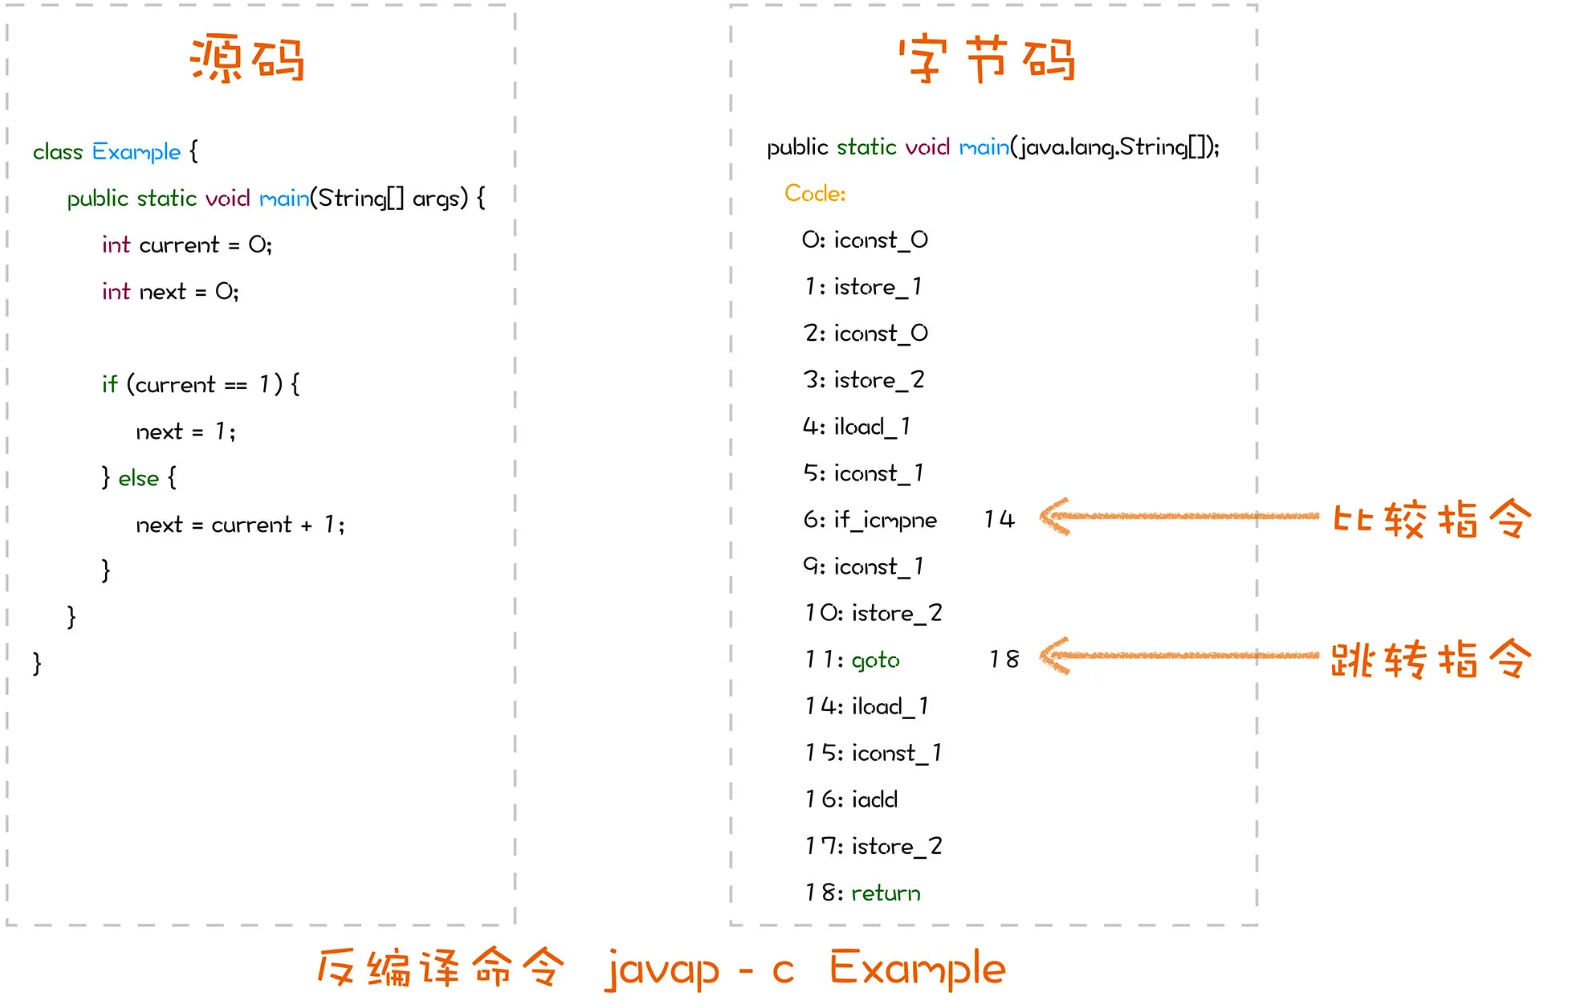 源码
class Example {
public static void main(String[] args) {
int current = 0;
int next = 0;
if (current == 1) {
next = 1;
} else {
next = current + 1;
}
}
}
字节码
public static void main(java.lang.String[]);
Code:
0: iconst_0
1: istore_1
2: iconst_0
3: istore_2
4: iload_1
5: iconst_1
6: if_icmpne 14
9: iconst_1
10: istore_2
11: goto 18
14: iload_1
15: iconst_1
16: iadd
17: istore_2
18: return
比较指令
跳转指令
反编译命令 javap - c Example